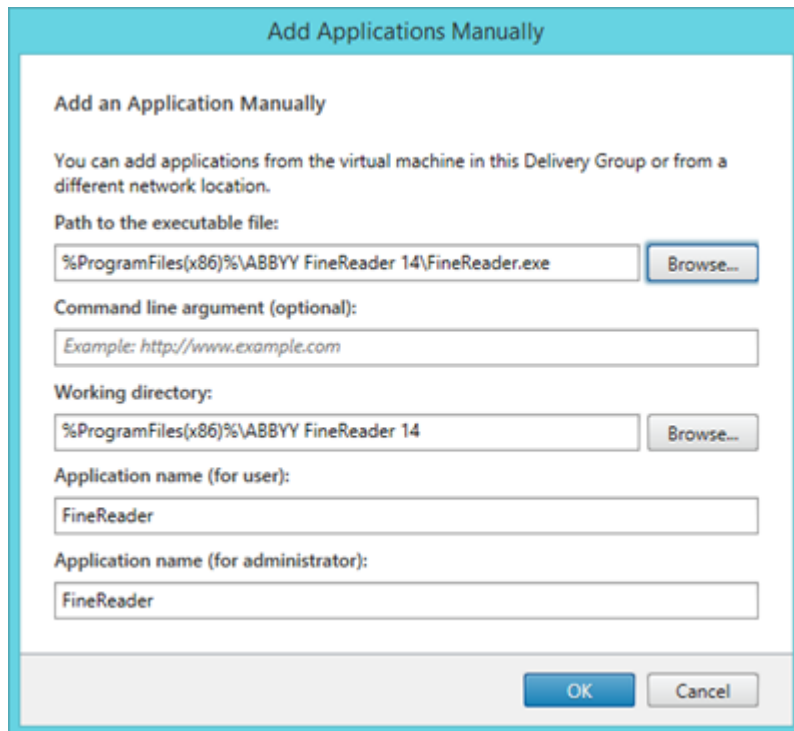 Add Applications Manually
Add an Application Manually
You can add applications from the virtual machine in this Delivery Group or from a
different network location.
Path to the executable file:
%ProgramFiles(x86)%\ABBYY FineReader 14\FineReader.exe
Browse...
Command line argument (optional):
Example: http://www.example.com
Working directory:
%ProgramFiles(x86)%\ABBYY FineReader 14
Browse...
Application name (for user):
FineReader
Application name (for administrator):
FineReader
OK
Cancel